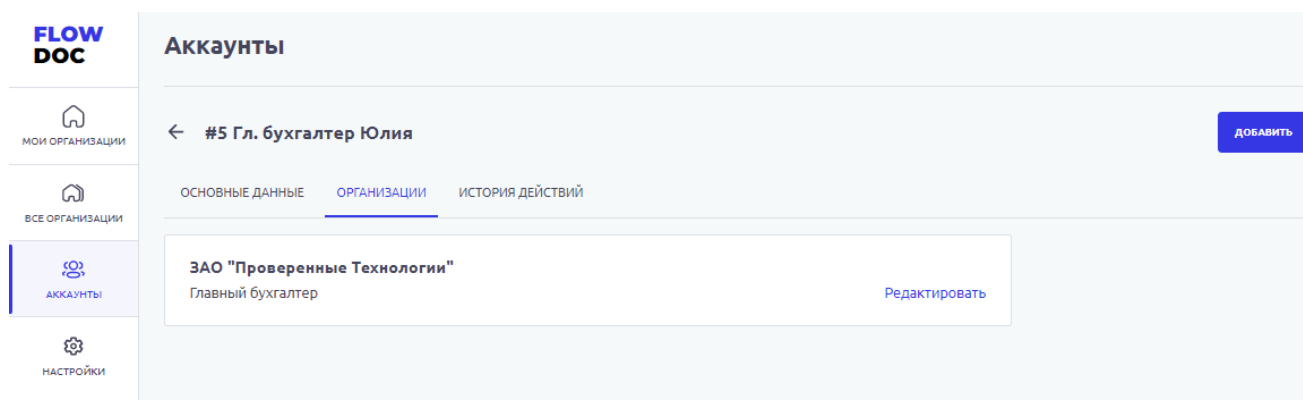 FLOW
DOC
МОИ ОРГАНИЗАЦИИ
ВСЕ ОРГАНИЗАЦИИ
АККАУНТЫ
НАСТРОЙКИ
Аккаунты
#5 Гл. бухгалтер Юлия
ДОБАВИТЬ
ОСНОВНЫЕ ДАННЫЕ ОРГАНИЗАЦИИ ИСТОРИЯ ДЕЙСТВИЙ
ЗАО "Проверенные Технологии"
Главный бухгалтер
Редактировать